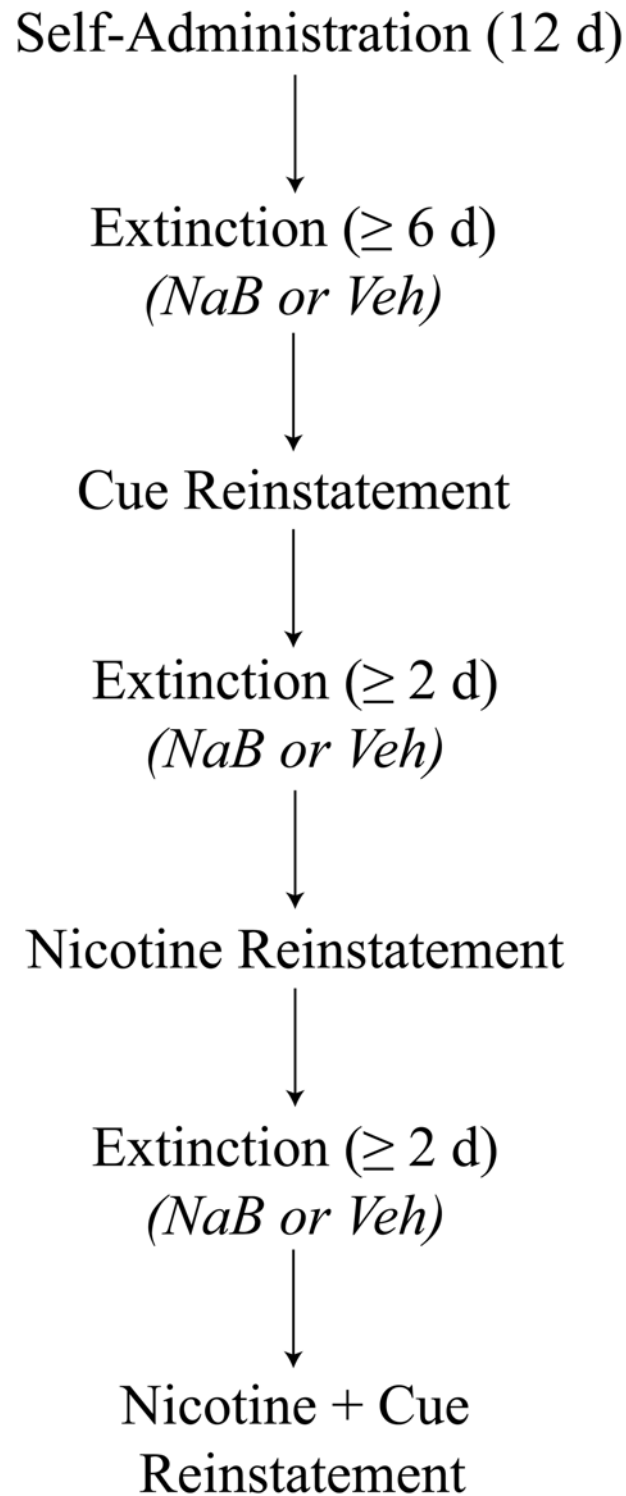 Self-Administration (12 d)
Extinction (≥ 6 d)
(NaB or Veh)
Cue Reinstatement
Extinction (≥ 2 d)
(NaB or Veh)
Nicotine Reinstatement
Extinction (≥ 2 d)
(NaB or Veh)
Nicotine + Cue
Reinstatement